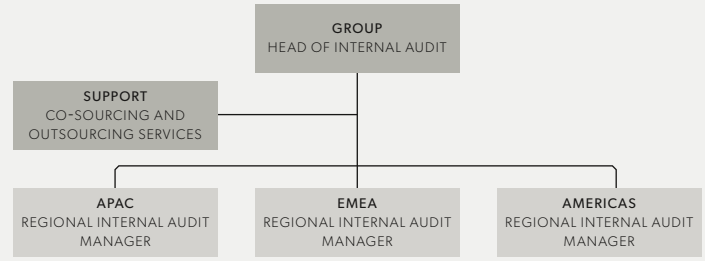 GROUP
HEAD OF INTERNAL AUDIT
SUPPORT
CO-SOURCING AND
OUTSOURCING SERVICES
APAC
REGIONAL INTERNAL AUDIT
MANAGER
EMEA
REGIONAL INTERNAL AUDIT
MANAGER
AMERICAS
REGIONAL INTERNAL AUDIT
MANAGER